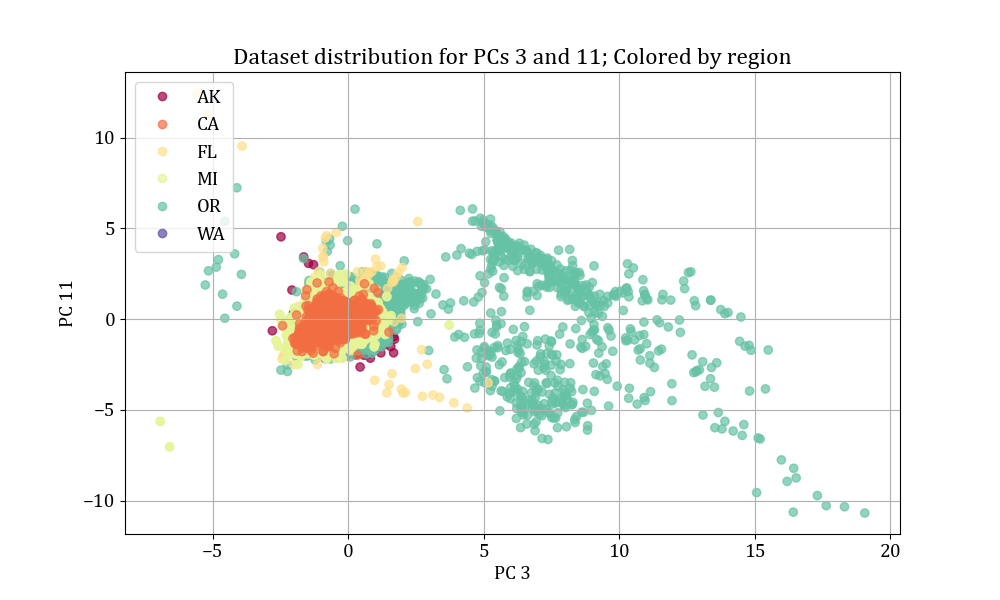 Dataset distribution for PCs 3 and 11; Colored by region
AK
CA
FL
MI
OR
WA
10
5
0
−5
−10
PC 11
−5
0
5
10
15
20
PC 3